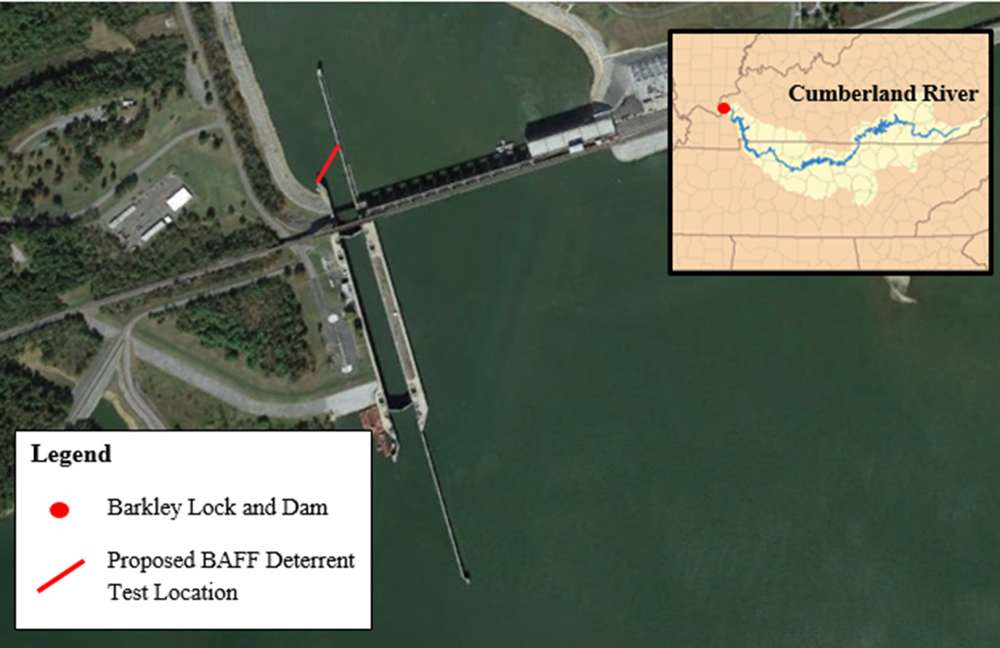 Cumberland River
Legend
Barkley Lock and Dam
Proposed BAFF Deterrent
Test Location